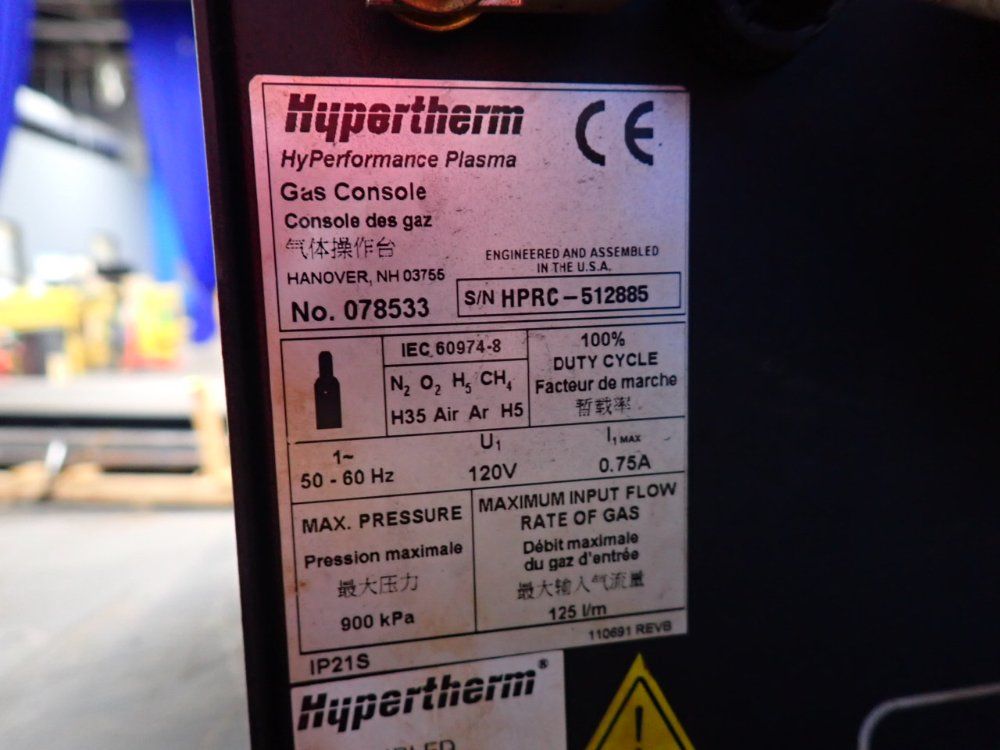 Hypertherm
CE
HyPerformance Plasma
Gas Console
Console des gaz
气体操作台
HANOVER, NH 03755
ENGINEERED AND ASSEMBLED
IN THE U.S.A.
No. 078533
S/N HPRC-512885
IEC 60974-8
N₂ O₂ H₅ CH₄
H35 Air Ar H5
100%
DUTY CYCLE
Facteur de marche
暂载率
1~
50 - 60 Hz
U₁
120V
I₁ MAX
0.75A
MAX. PRESSURE
Pression maximale
最大压力
900 kPa
MAXIMUM INPUT FLOW
RATE OF GAS
Débit maximale
du gaz d'entrée
最大输入气流量
125 l/m
110691 REVB
IP21S
Hypertherm®